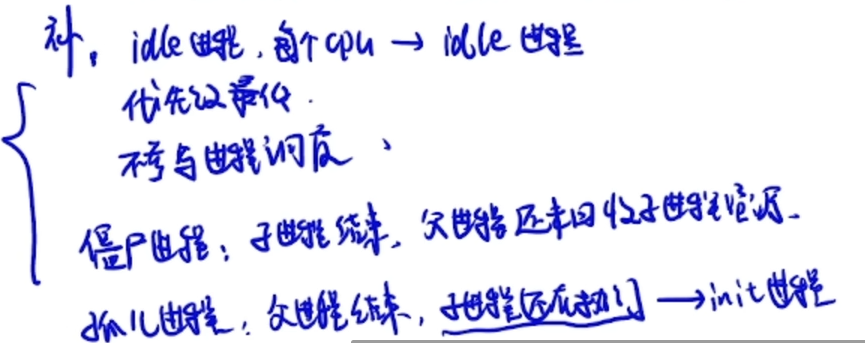 补: idle进程, 每个cpu → idle进程
优先级最低.
不参与进程调度、
僵尸进程: 子进程结束, 父进程还未回收子进程资源.
孤儿进程: 父进程结束, 子进程还在执行 → init进程